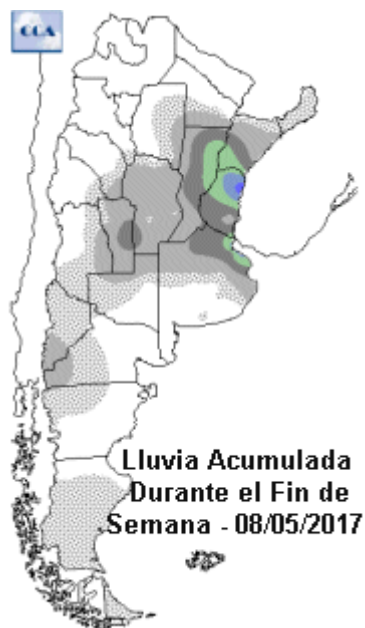 CCA
Lluvia Acumulada
Durante el Fin de
Semana - 08/05/2017